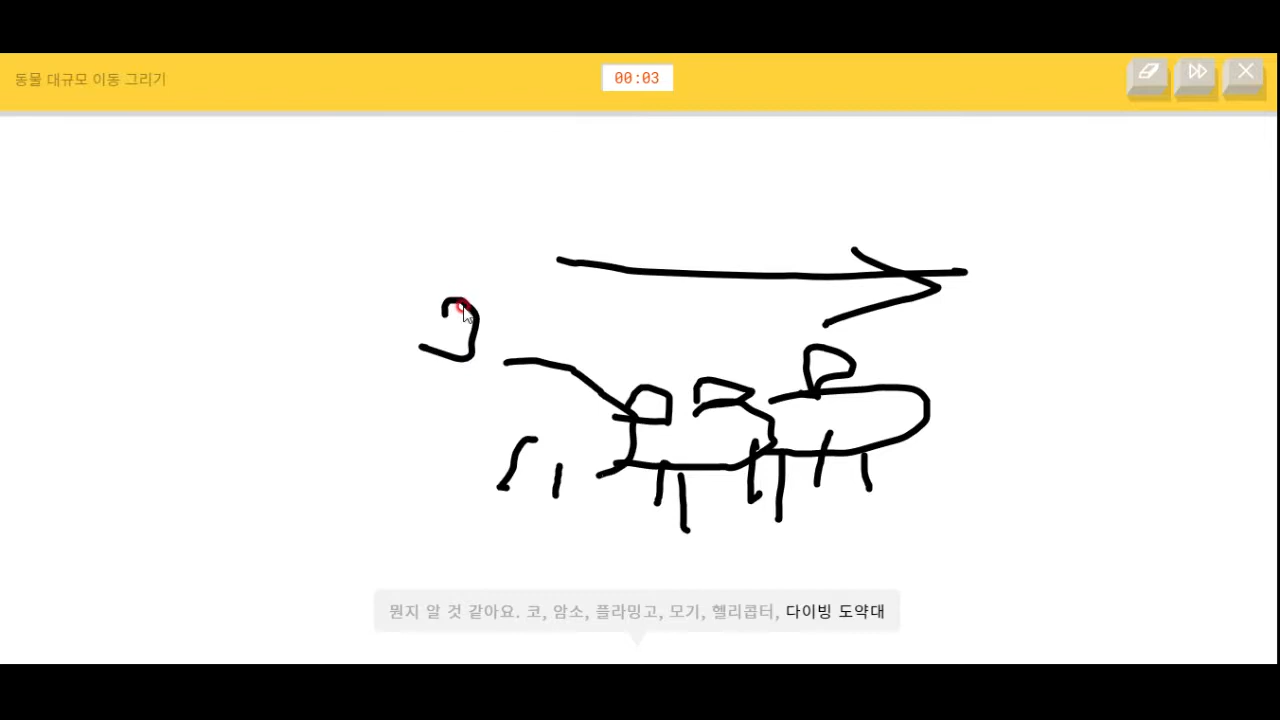 동물 대규모 이동 그리기
00:03
뭔지 알 것 같아요. 코, 암소, 플라밍고, 모기, 헬리콥터, 다이빙 도약대